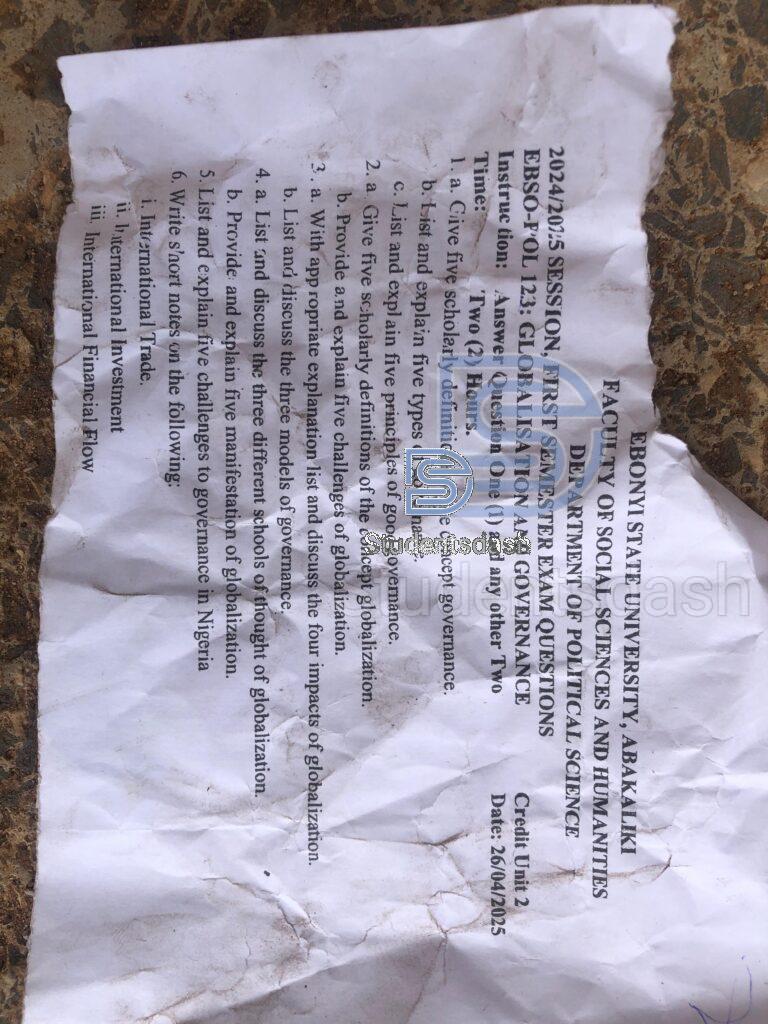 EBONYI STATE UNIVERSITY, ABAKALIKI
FACULTY OF SOCIAL SCIENCES AND HUMANITIES
DEPARTMENT OF POLITICAL SCIENCE
2024/2025 SESSION, FIRST SEMESTER EXAM QUESTIONS
EBSO-POL 123: GLOBALISATION AND GOVERNANCE Credit Unit 2
Instruction: Answer Question One (1) and any other Two Date: 26/04/2025
Time: Two (2) Hours.
1. a. Give five scholarly concept governance.
b. List and explain five types
c. List and explain five principles of good governance.
2. a Give five scholarly definitions of the concept globalization.
b. Provide and explain five challenges of globalization.
3. a. With appropriate explanation list and discuss the four impacts of globalization.
b. List and discuss the three models of governance.
4. a. List and discuss the three different schools of thought of globalization.
b. Provide and explain five manifestation of globalization.
5. List and explain five challenges to governance in Nigeria
6. Write short notes on the following:
i. International Trade.
ii. International Investment
iii International Financial Flow
Studentsdash
Studentsdash